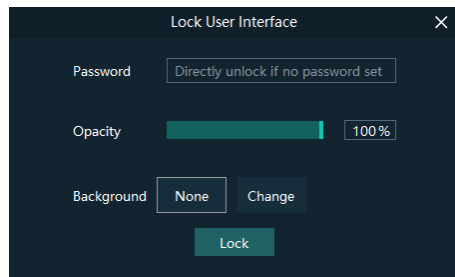 Lock User Interface
Password Directly unlock if no password set
Opacity 100%
Background None Change
Lock